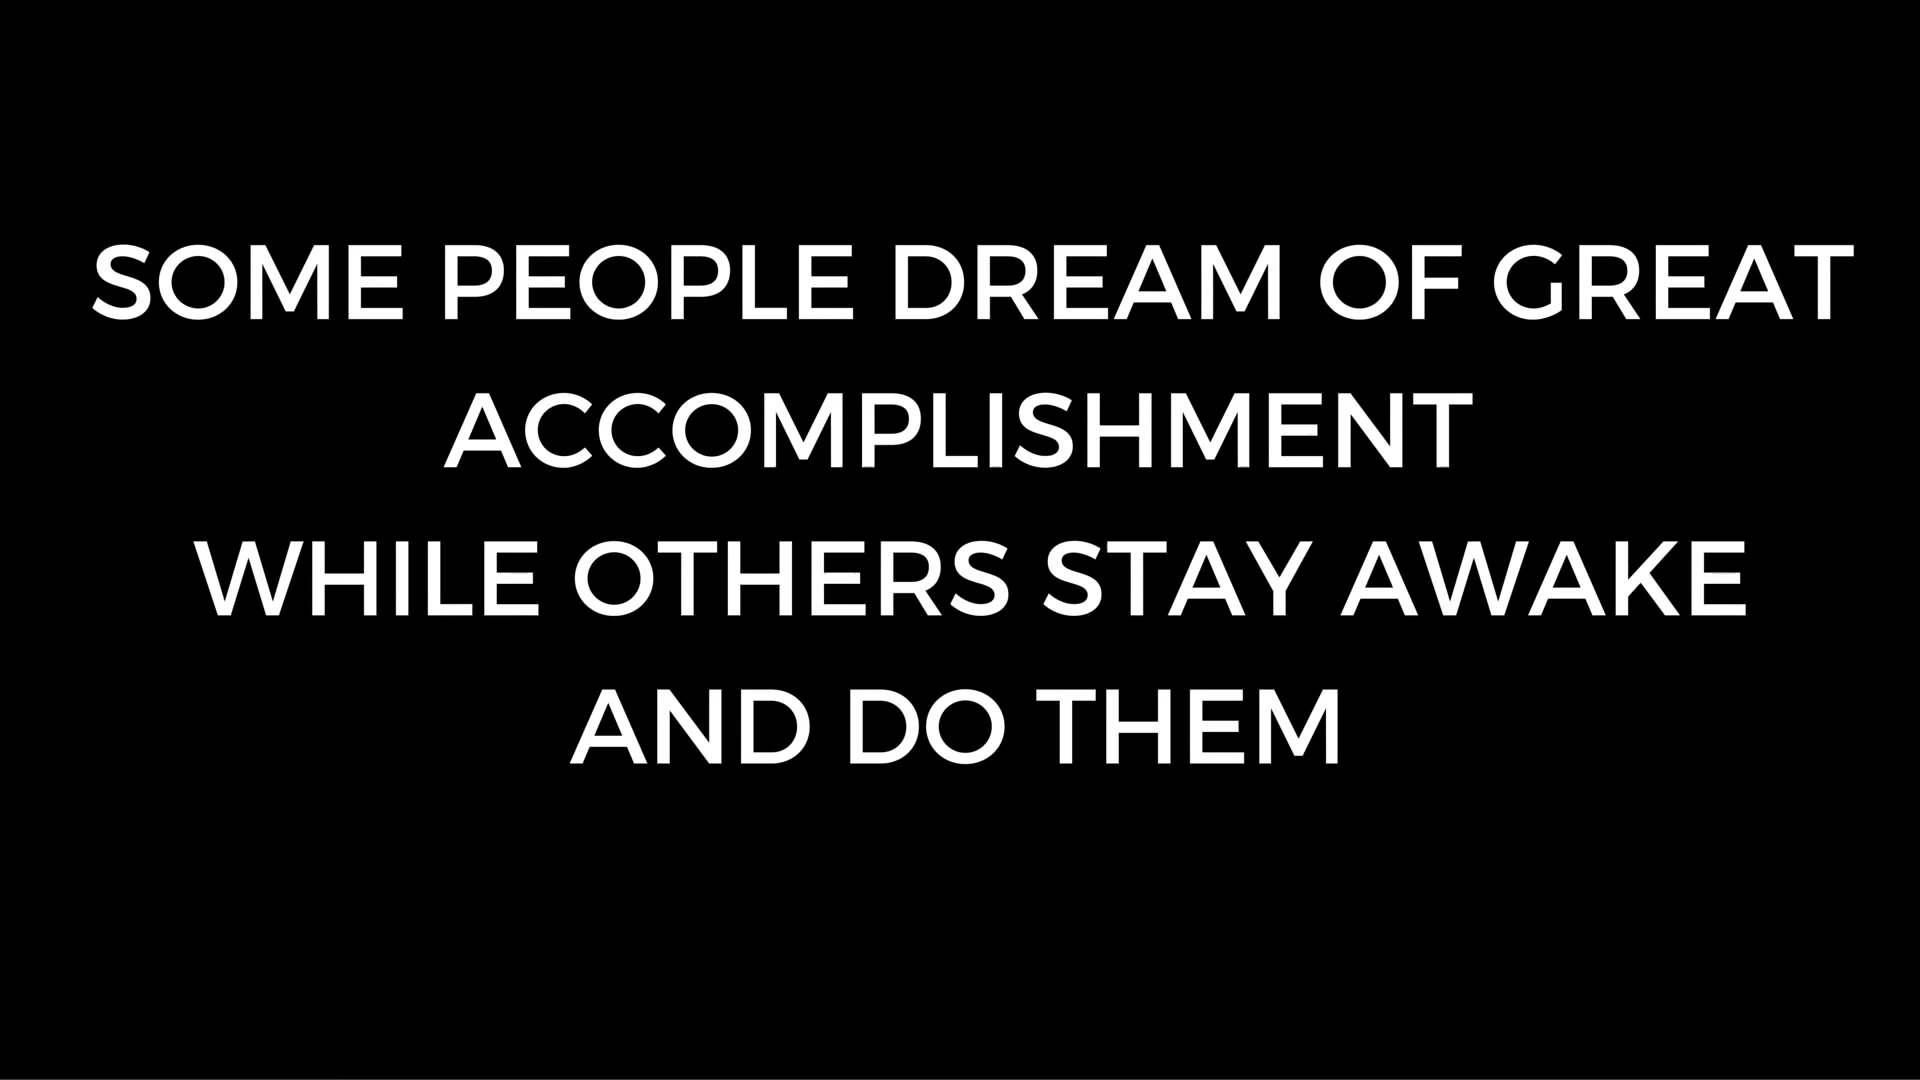 SOME PEOPLE DREAM OF GREAT
ACCOMPLISHMENT
WHILE OTHERS STAY AWAKE
AND DO THEM